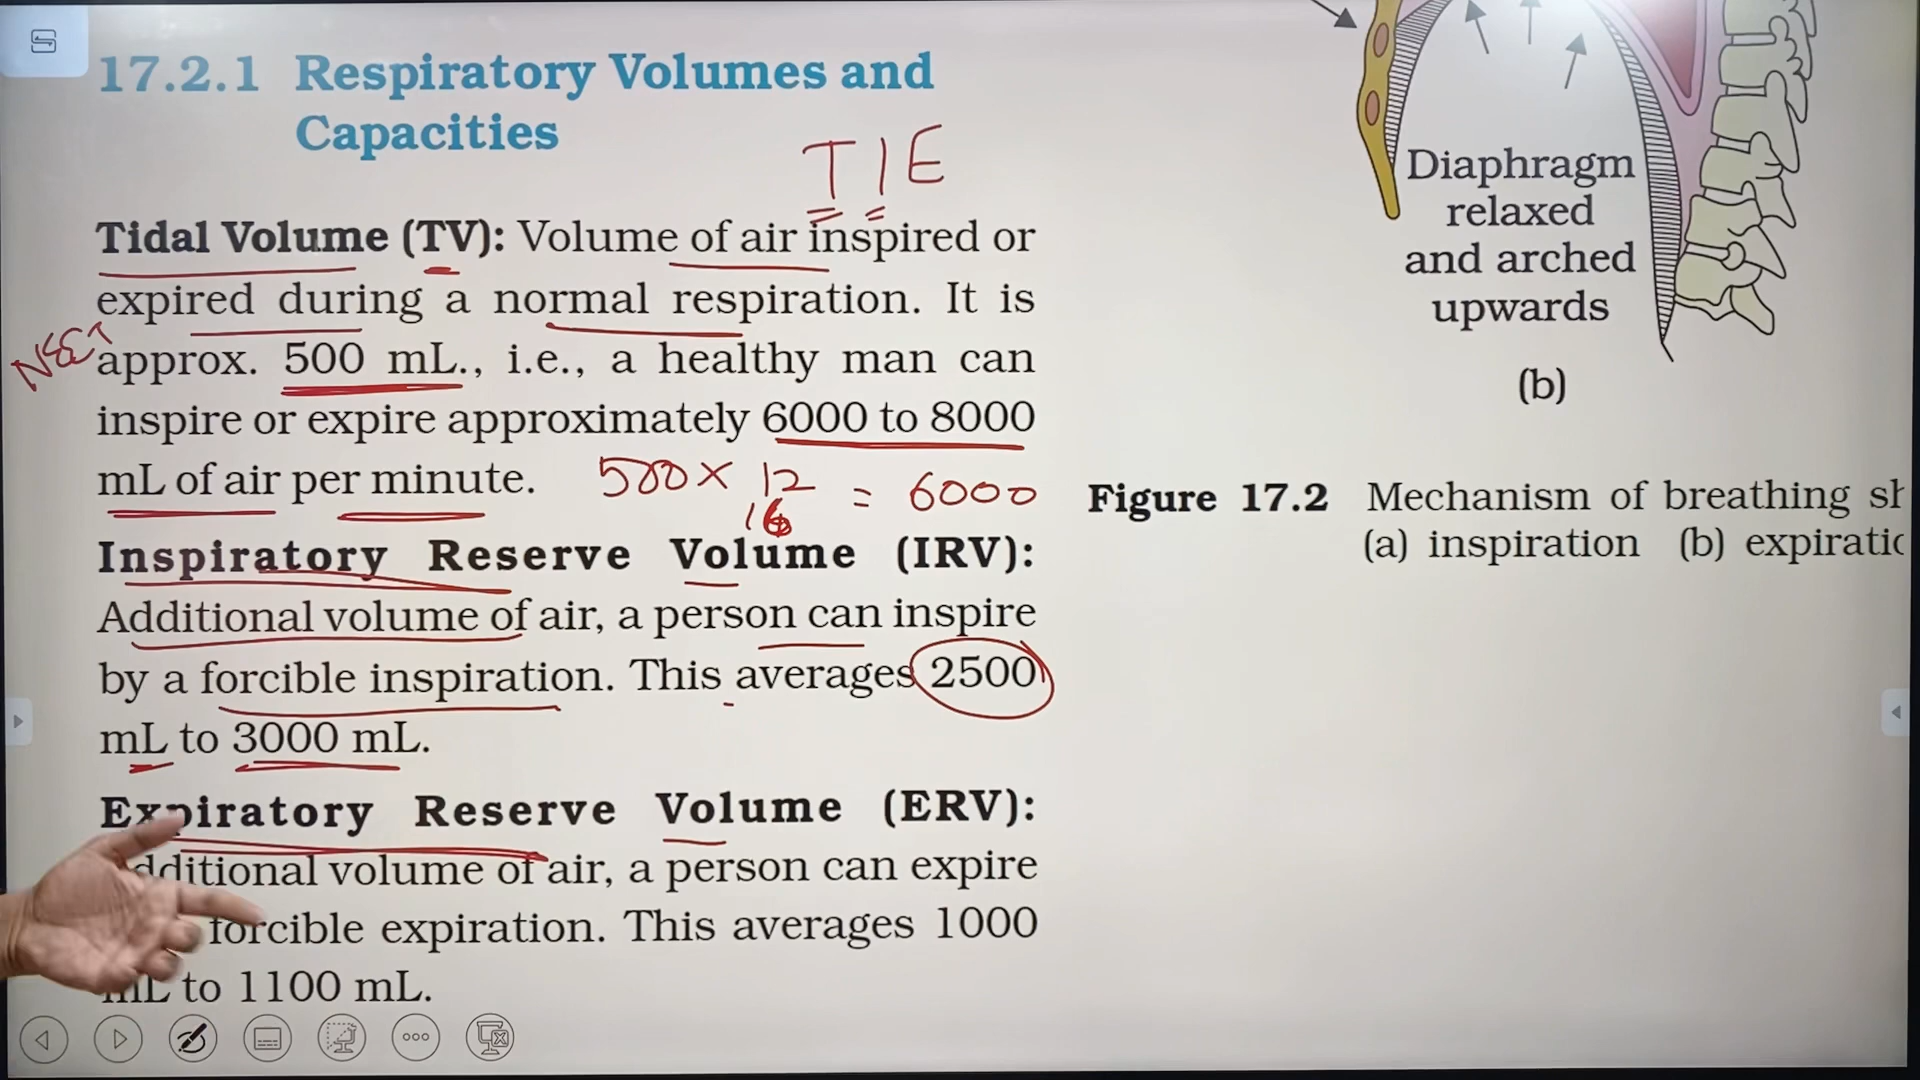 17.2.1 Respiratory Volumes and
Capacities
TIE
Tidal Volume (TV): Volume of air inspired or
expired during a normal respiration. It is
NEET
approx. 500 mL., i.e., a healthy man can
inspire or expire approximately 6000 to 8000
mL of air per minute.
500 × 12 = 6000
16
Inspiratory Reserve Volume (IRV):
Additional volume of air, a person can inspire
by a forcible inspiration. This averages 2500
mL to 3000 mL.
Expiratory Reserve Volume (ERV):
dditional volume of air, a person can expire
forcible expiration. This averages 1000
mL to 1100 mL.
Diaphragm
relaxed
and arched
upwards
(b)
Figure 17.2 Mechanism of breathing sh
(a) inspiration (b) expiratic